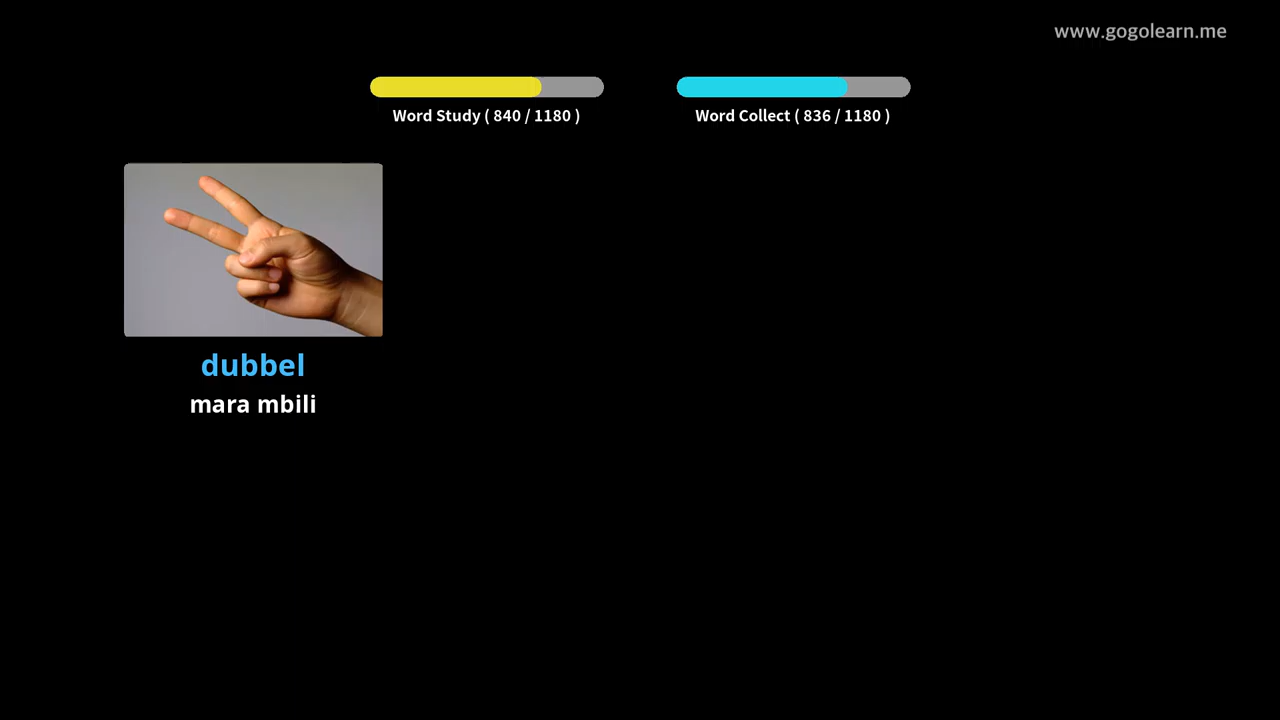 www.gogolearn.me
Word Study ( 840 / 1180 )
Word Collect ( 836 / 1180 )
dubbel
mara mbili